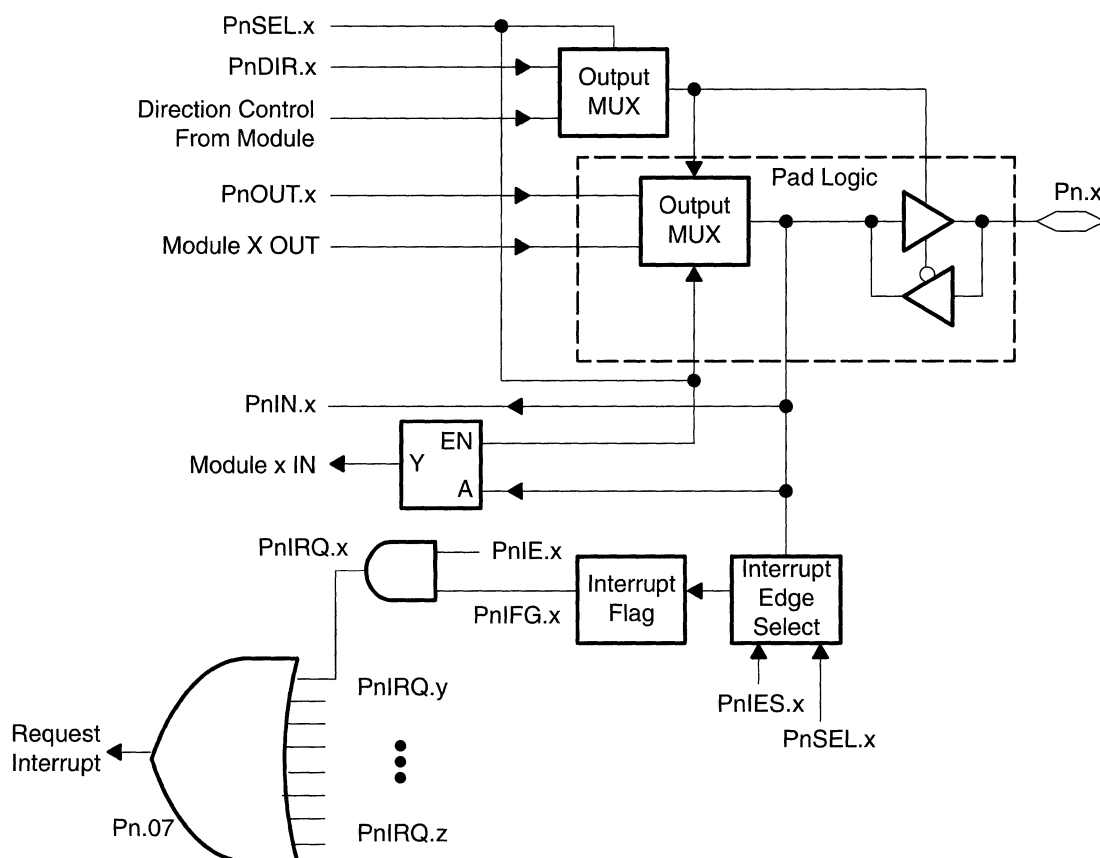 PnSEL.x
PnDIR.x
Direction Control
From Module
Output
MUX
Pad Logic
PnOUT.x
Module X OUT
Output
MUX
Pn.x
PnIN.x
EN
Y
A
Module x IN
PnIRQ.x
PnIE.x
PnIFG.x
Interrupt
Flag
Interrupt
Edge
Select
PnIES.x
PnSEL.x
PnIRQ.y
Request
Interrupt
Pn.07
PnIRQ.z